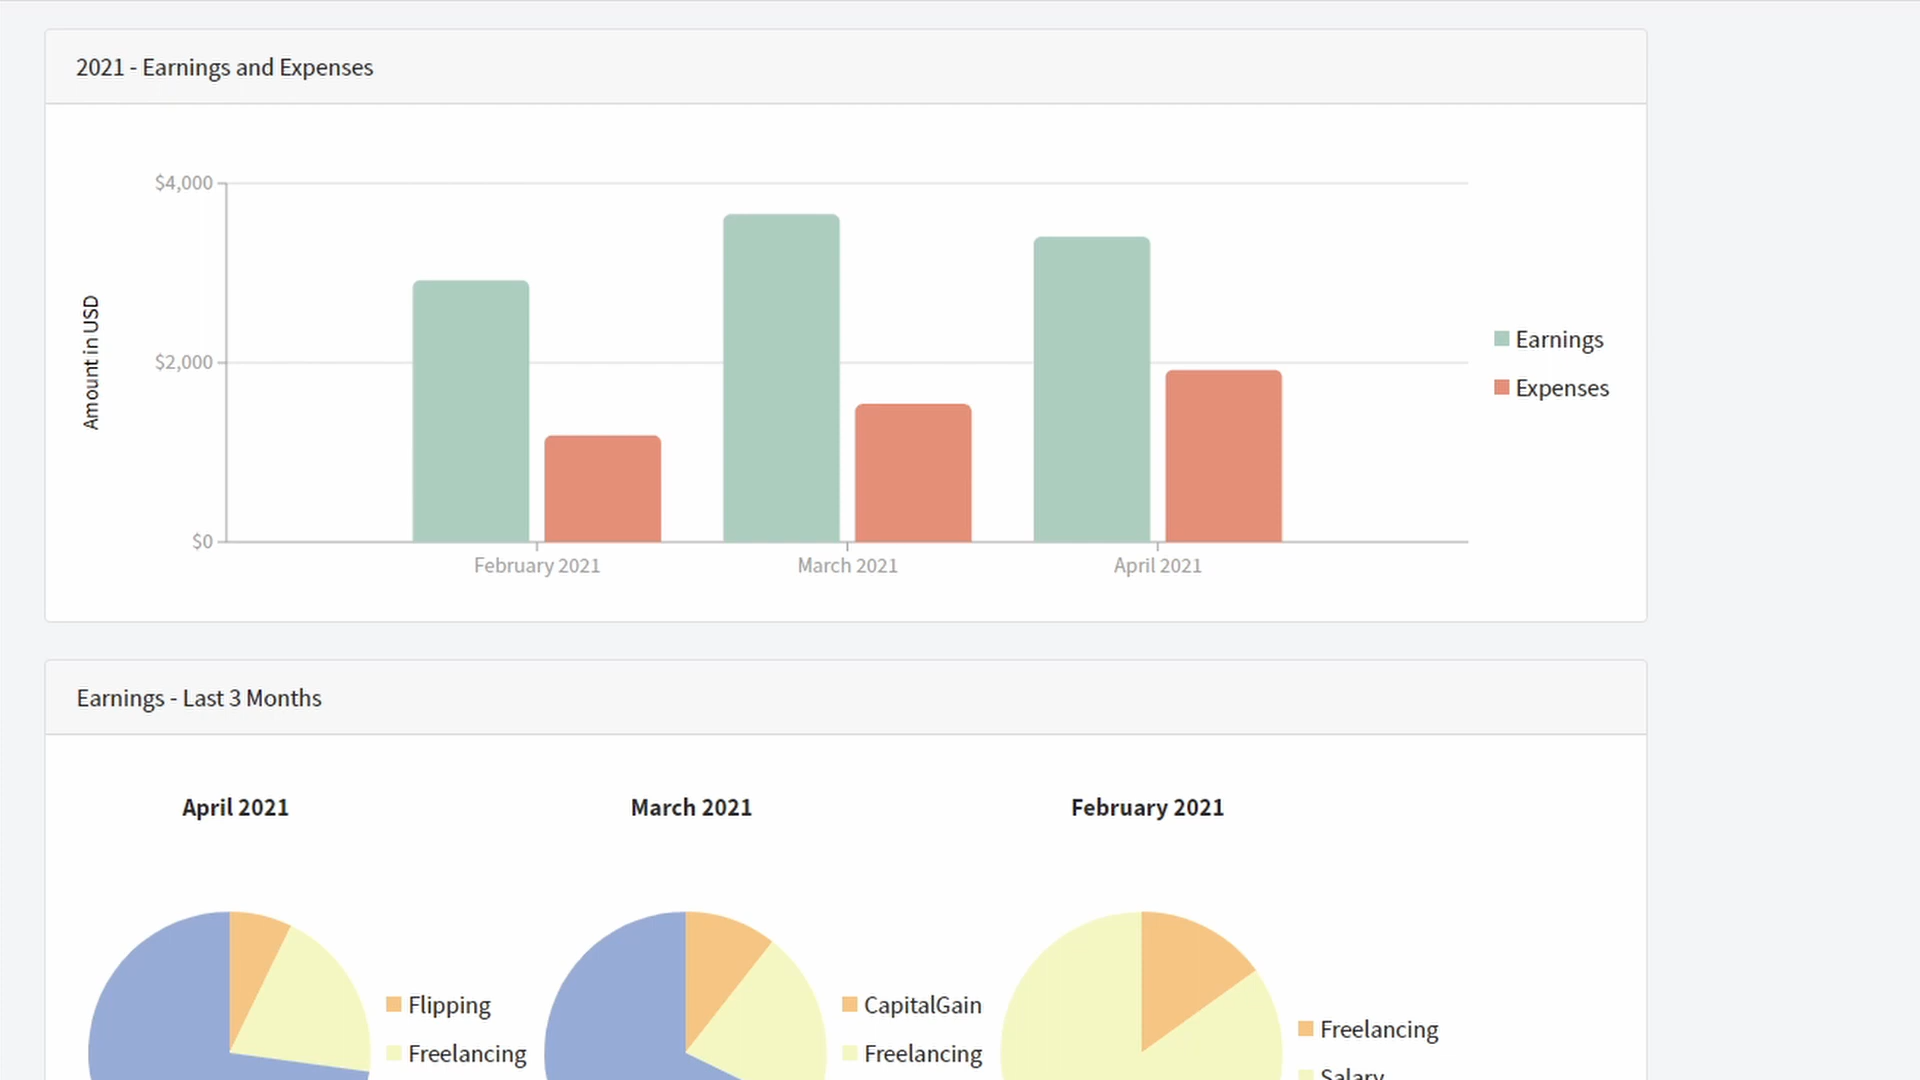 2021 - Earnings and Expenses
$4,000
$2,000
$0
Amount in USD
February 2021
March 2021
April 2021
Earnings
Expenses
Earnings - Last 3 Months
April 2021
March 2021
February 2021
Flipping
Freelancing
CapitalGain
Freelancing
Freelancing
Salary